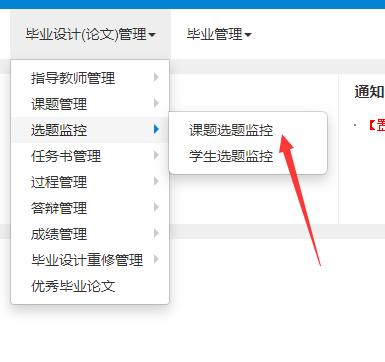 毕业设计(论文)管理 毕业管理
指导教师管理
通知
课题管理
选题监控
课题选题监控
任务书管理
学生选题监控
过程管理
答辩管理
成绩管理
毕业设计重修管理
优秀毕业论文